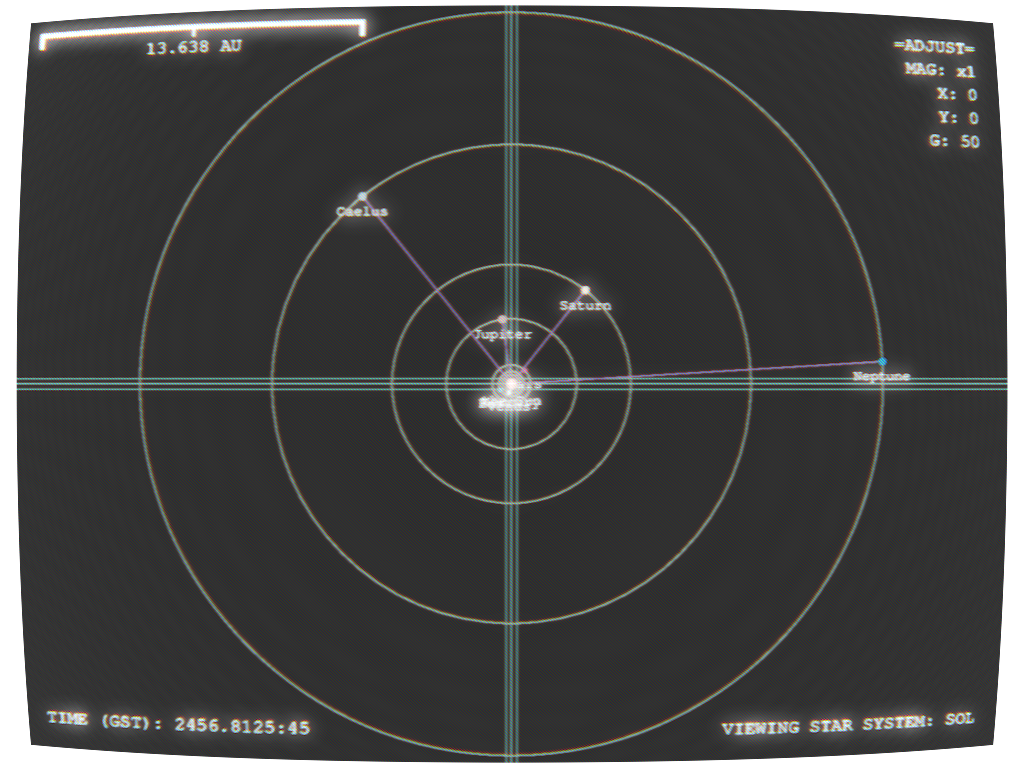 13.638 AU
=ADJUST=
MAG: x1
X: 0
Y: 0
G: 50
Caelus
Saturn
Jupiter
Neptune
TIME (GST): 2456.8125:45
VIEWING STAR SYSTEM: SOL